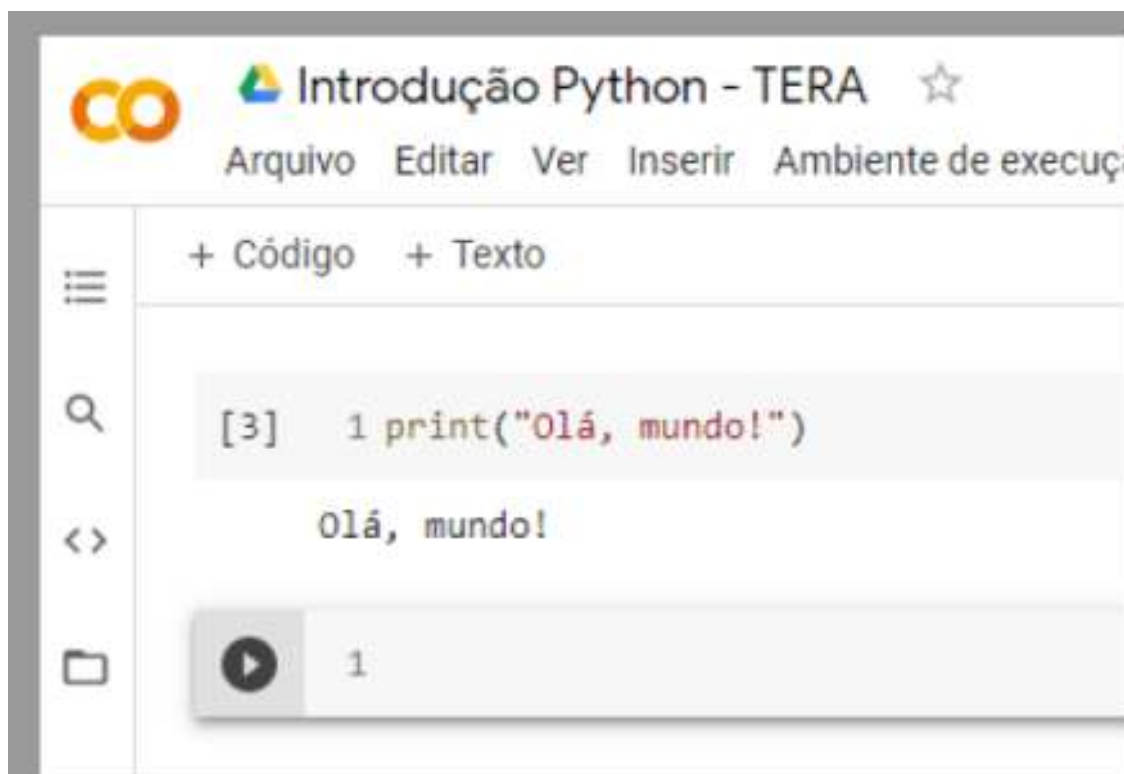 CO Introdução Python - TERA
Arquivo Editar Ver Inserir Ambiente de execuçã
+ Código + Texto
[3] 1 print("Olá, mundo!")
Olá, mundo!
1